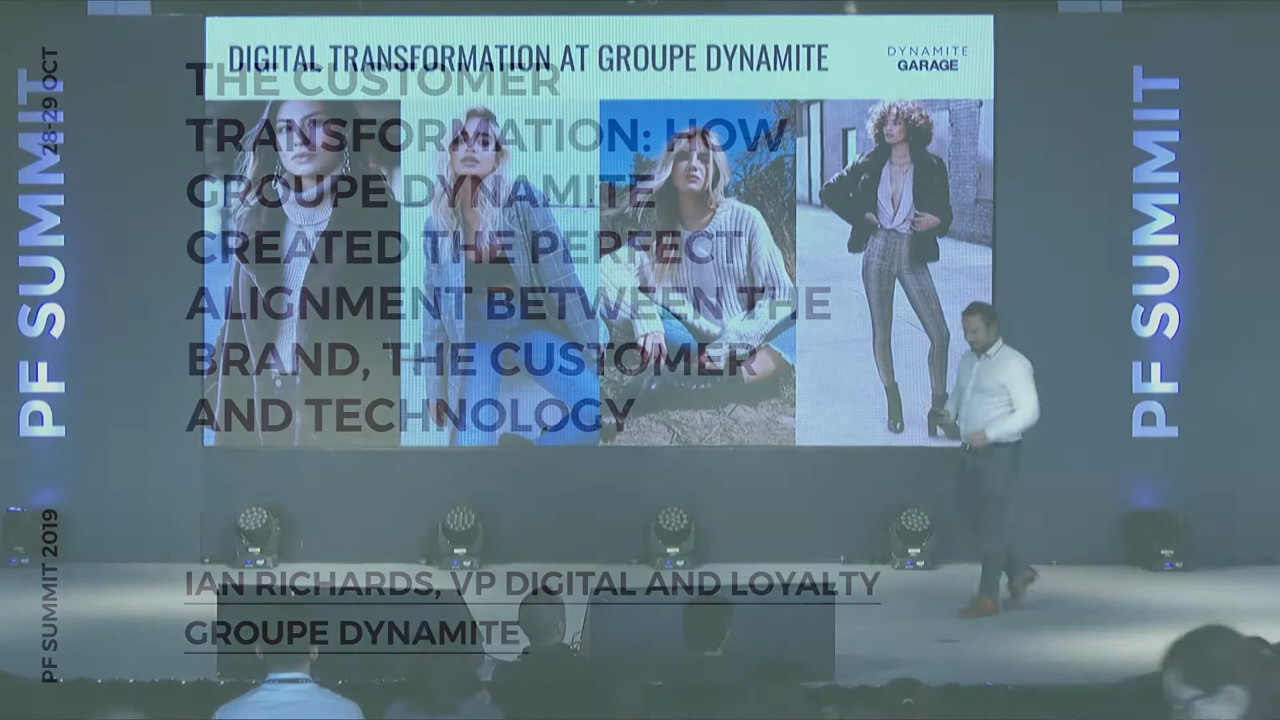 DIGITAL TRANSFORMATION AT GROUPE DYNAMITE
DYNAMITE
GARAGE
THE CUSTOMER
TRANSFORMATION: HOW
GROUPE DYNAMITE
CREATED THE PERFECT
ALIGNMENT BETWEEN THE
BRAND, THE CUSTOMER
AND TECHNOLOGY
IAN RICHARDS, VP DIGITAL AND LOYALTY
GROUPE DYNAMITE
28-29 OCT
PF SUMMIT 2019
PF SUMMIT
PF SUMMIT